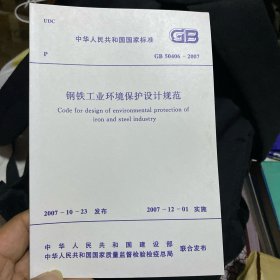 UDC
中华人民共和国国家标准 GB
P GB 50406-2007
钢铁工业环境保护设计规范
Code for design of environmental protection of
iron and steel industry
2007-10-23 发布 2007-12-01 实施
中华人民共和国建设部
中华人民共和国国家质量监督检验检疫总局 联合发布